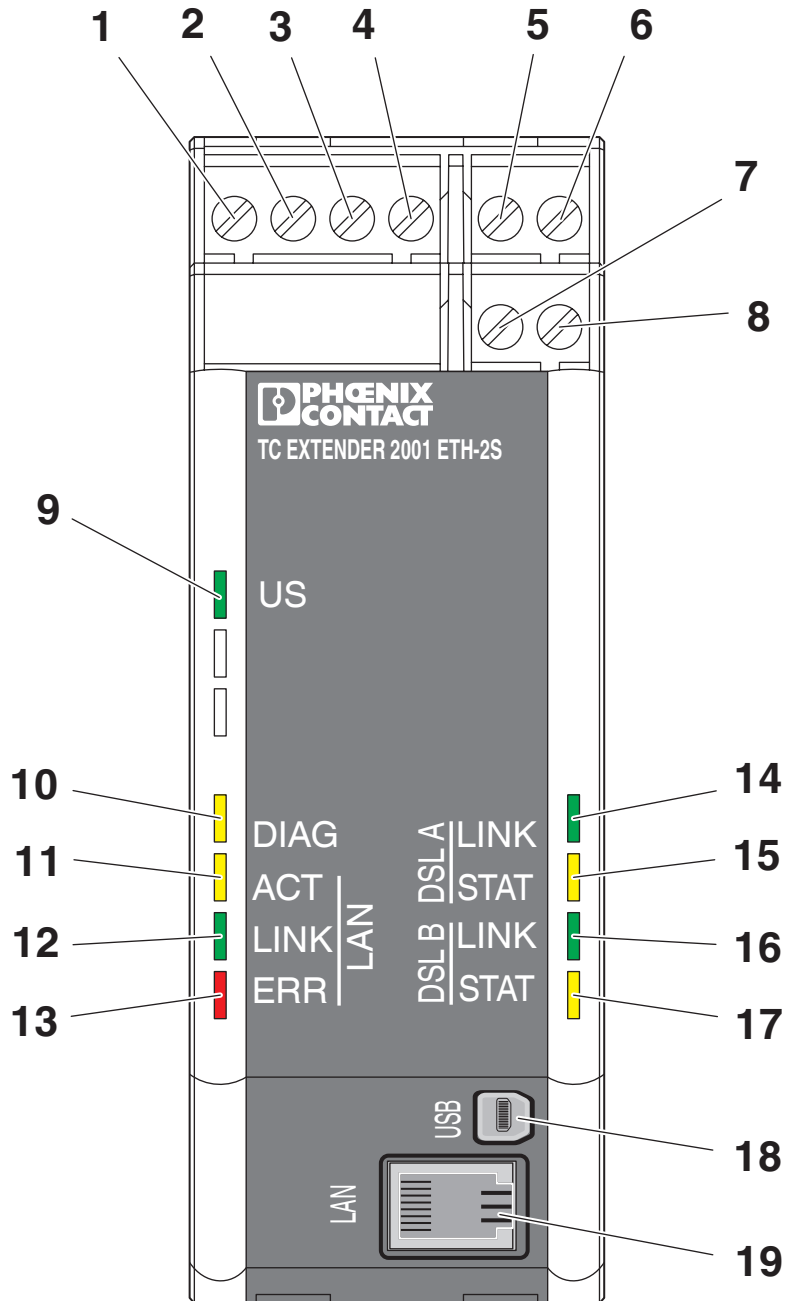 1 2 3 4 5 6
7
8
PHŒNIX
CONTACT
TC EXTENDER 2001 ETH-2S
9
US
10
DIAG
11
ACT
12
LINK
13
ERR
LAN
DSL A
LINK
14
STAT
15
DSL B
LINK
16
STAT
17
USB
18
LAN
19